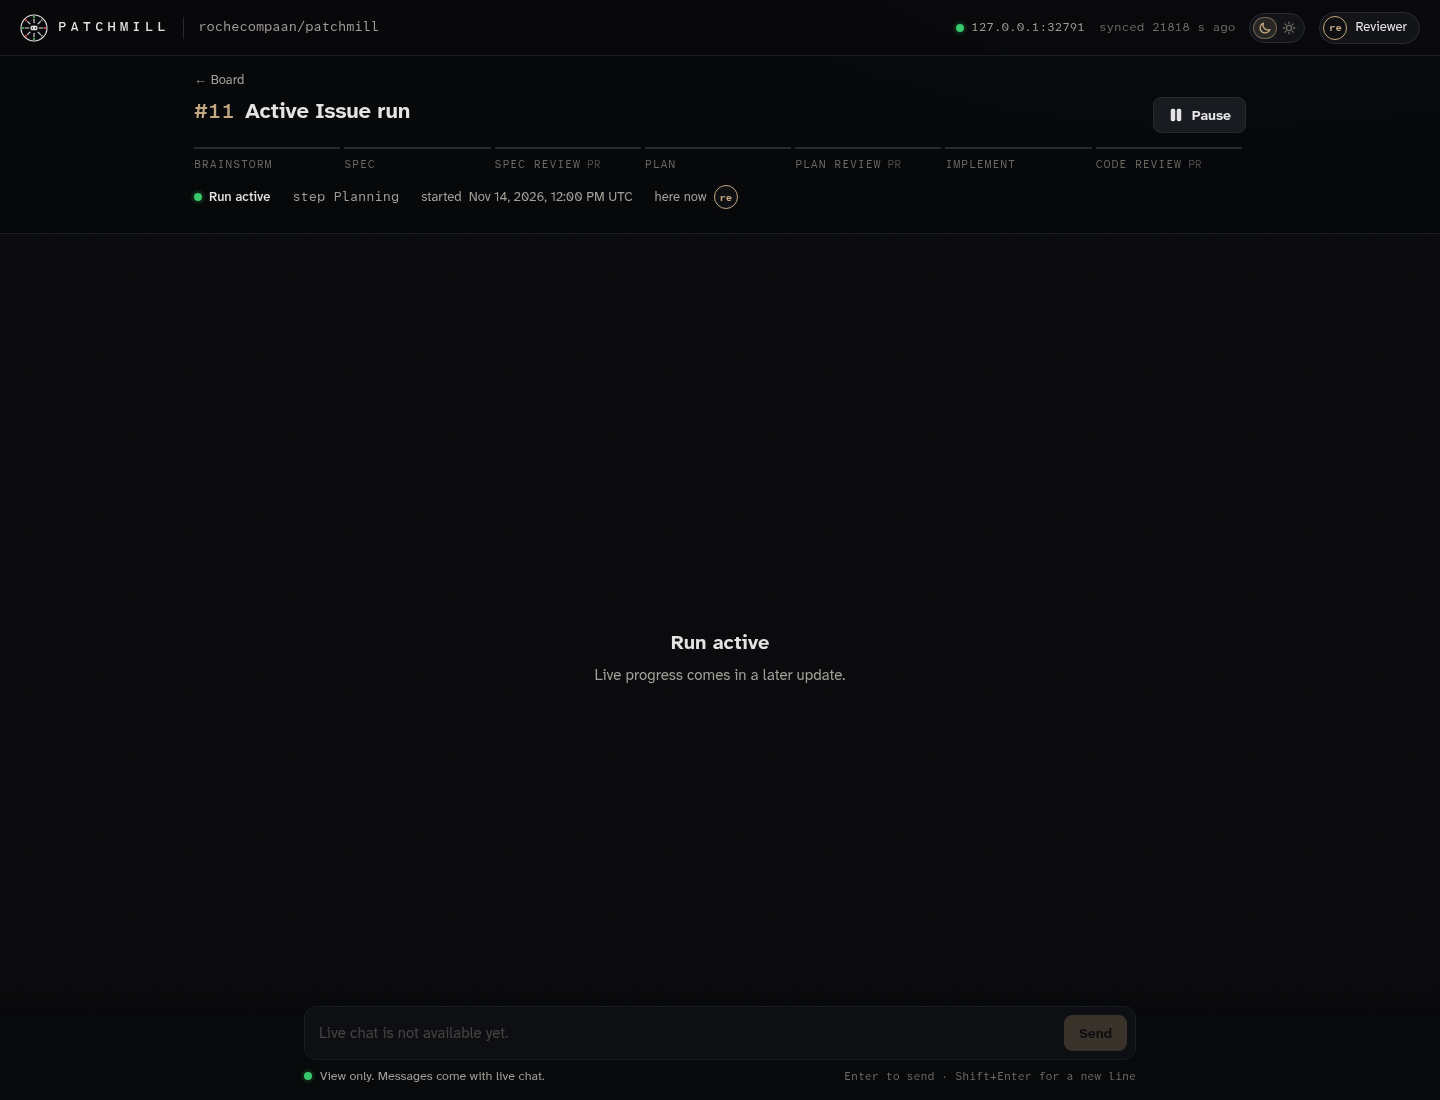 PATCHMILL
rochecompaan/patchmill
127.0.0.1:32791
synced 21818 s ago
re
Reviewer
← Board
#11 Active Issue run
Pause
BRAINSTORM
SPEC
SPEC REVIEW PR
PLAN
PLAN REVIEW PR
IMPLEMENT
CODE REVIEW PR
Run active
step Planning
started Nov 14, 2026, 12:00 PM UTC
here now
re
Run active
Live progress comes in a later update.
Live chat is not available yet.
Send
View only. Messages come with live chat.
Enter to send · Shift+Enter for a new line